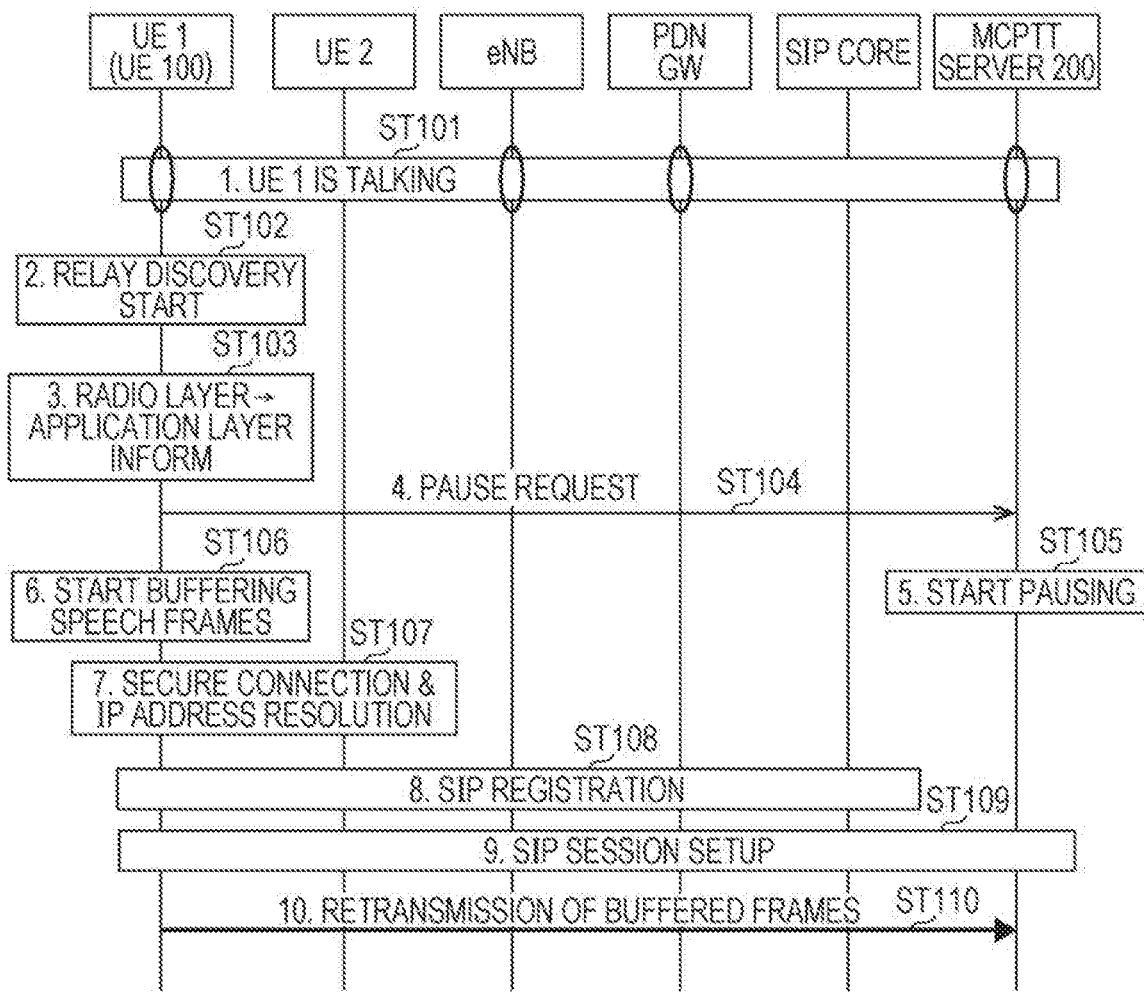 UE 1
(UE 100)
UE 2
eNB
PDN
GW
SIP CORE
MCPTT
SERVER 200
ST101
1. UE 1 IS TALKING
ST102
2. RELAY DISCOVERY
START
ST103
3. RADIO LAYER→
APPLICATION LAYER
INFORM
4. PAUSE REQUEST
ST104
ST106
6. START BUFFERING
SPEECH FRAMES
ST105
5. START PAUSING
ST107
7. SECURE CONNECTION &
IP ADDRESS RESOLUTION
ST108
8. SIP REGISTRATION
ST109
9. SIP SESSION SETUP
10. RETRANSMISSION OF BUFFERED FRAMES
ST110